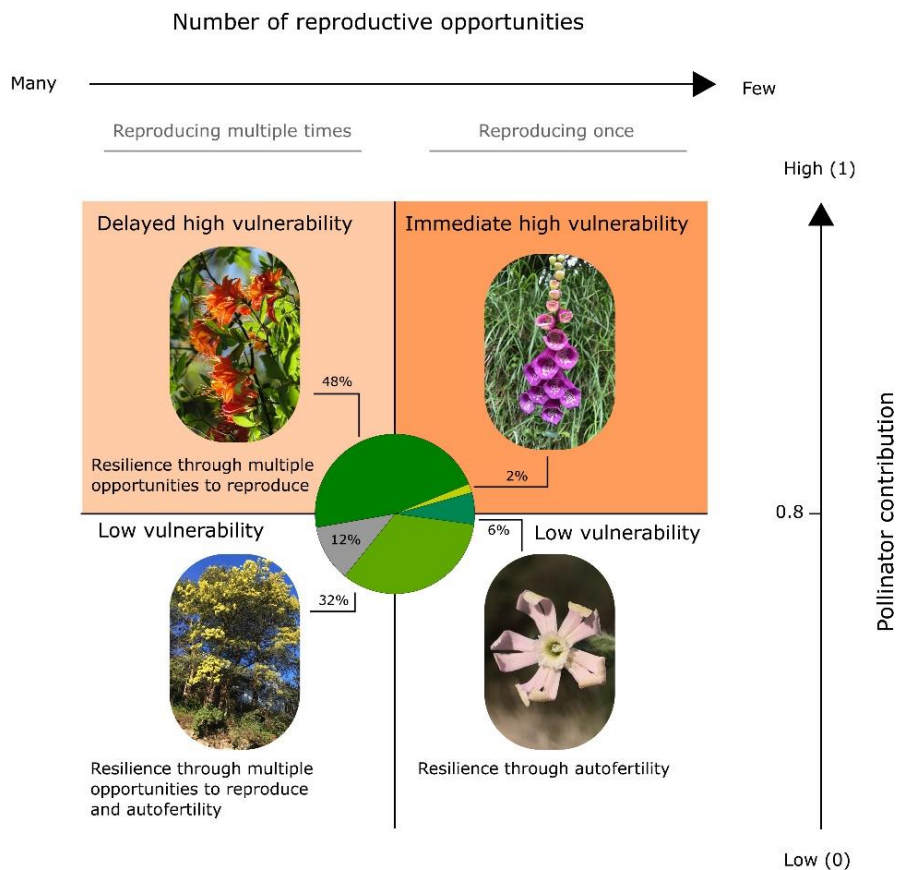 Number of reproductive opportunities
Many
Few
Reproducing multiple times
Reproducing once
High (1)
Delayed high vulnerability
Immediate high vulnerability
48%
Resilience through multiple
opportunities to reproduce
2%
Pollinator contribution
0.8
Low vulnerability
12%
6%
Low vulnerability
32%
Resilience through multiple
opportunities to reproduce
and autofertility
Resilience through autofertility
Low (0)